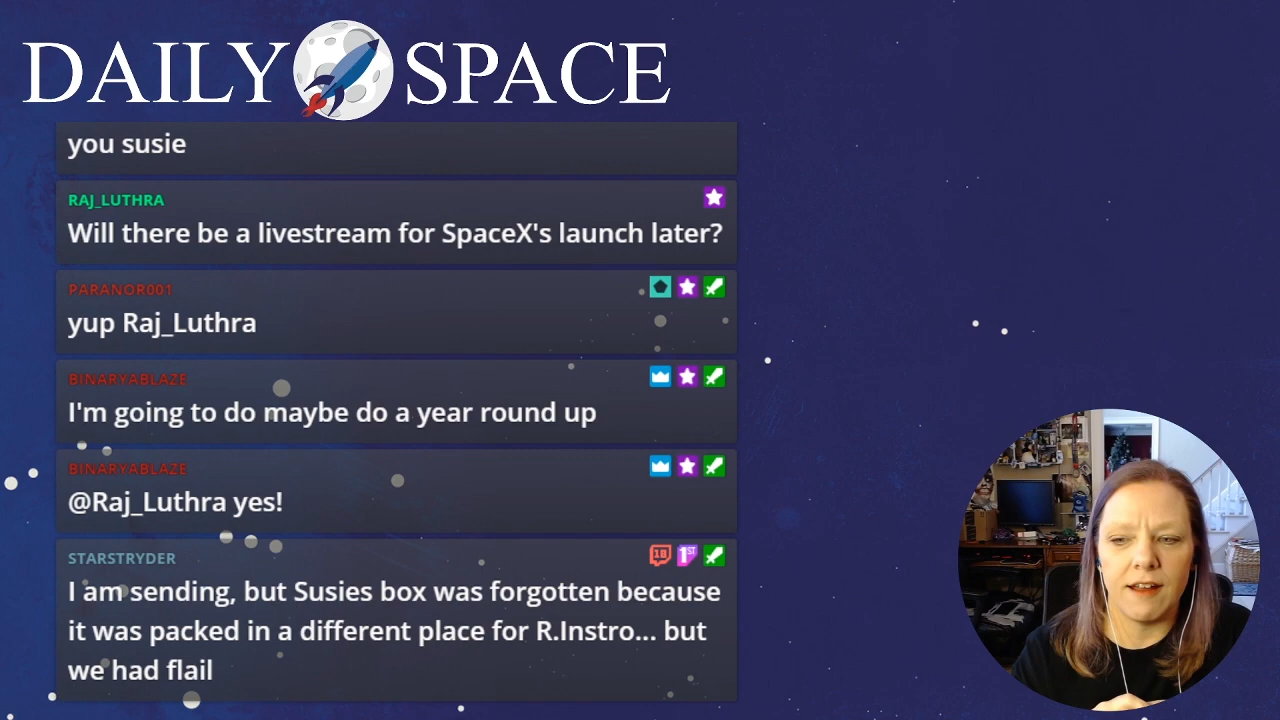 DAILY SPACE
you susie
RAJ_LUTHRA
Will there be a livestream for SpaceX's launch later?
PARANOR001
yup Raj_Luthra
BINARYABLAZE
I'm going to do maybe do a year round up
BINARYABLAZE
@Raj_Luthra yes!
STARSTRYDER
18 1ST
I am sending, but Susies box was forgotten because
it was packed in a different place for R.Instro... but
we had flail